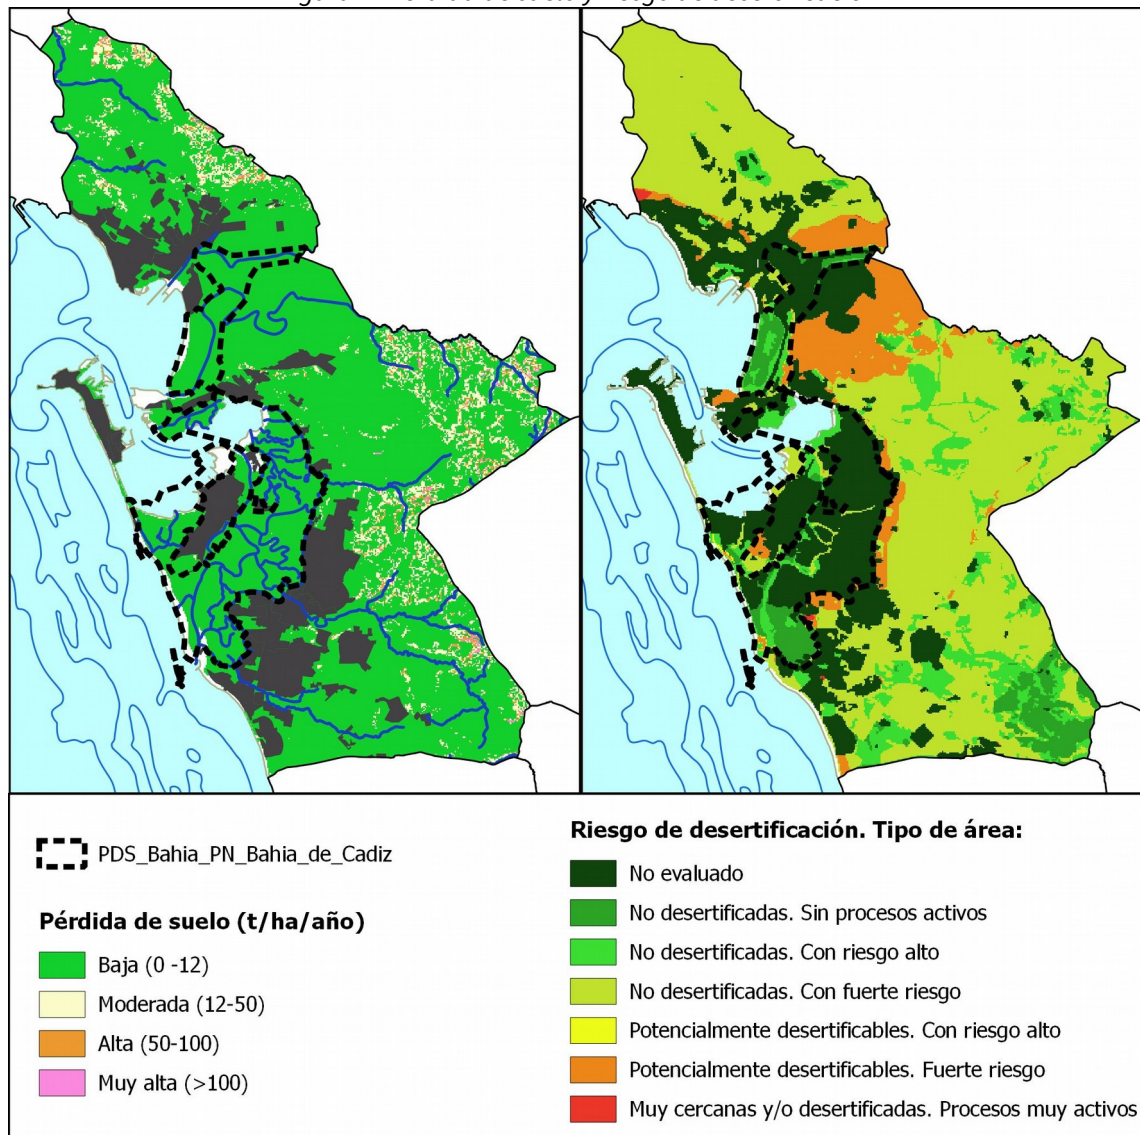 PDS_Bahia_PN_Bahia_de_Cadiz
Pérdida de suelo (t/ha/año)
Baja (0 -12)
Moderada (12-50)
Alta (50-100)
Muy alta (>100)
Riesgo de desertificación. Tipo de área:
No evaluado
No desertificadas. Sin procesos activos
No desertificadas. Con riesgo alto
No desertificadas. Con fuerte riesgo
Potencialmente desertificables. Con riesgo alto
Potencialmente desertificables. Fuerte riesgo
Muy cercanas y/o desertificadas. Procesos muy activos